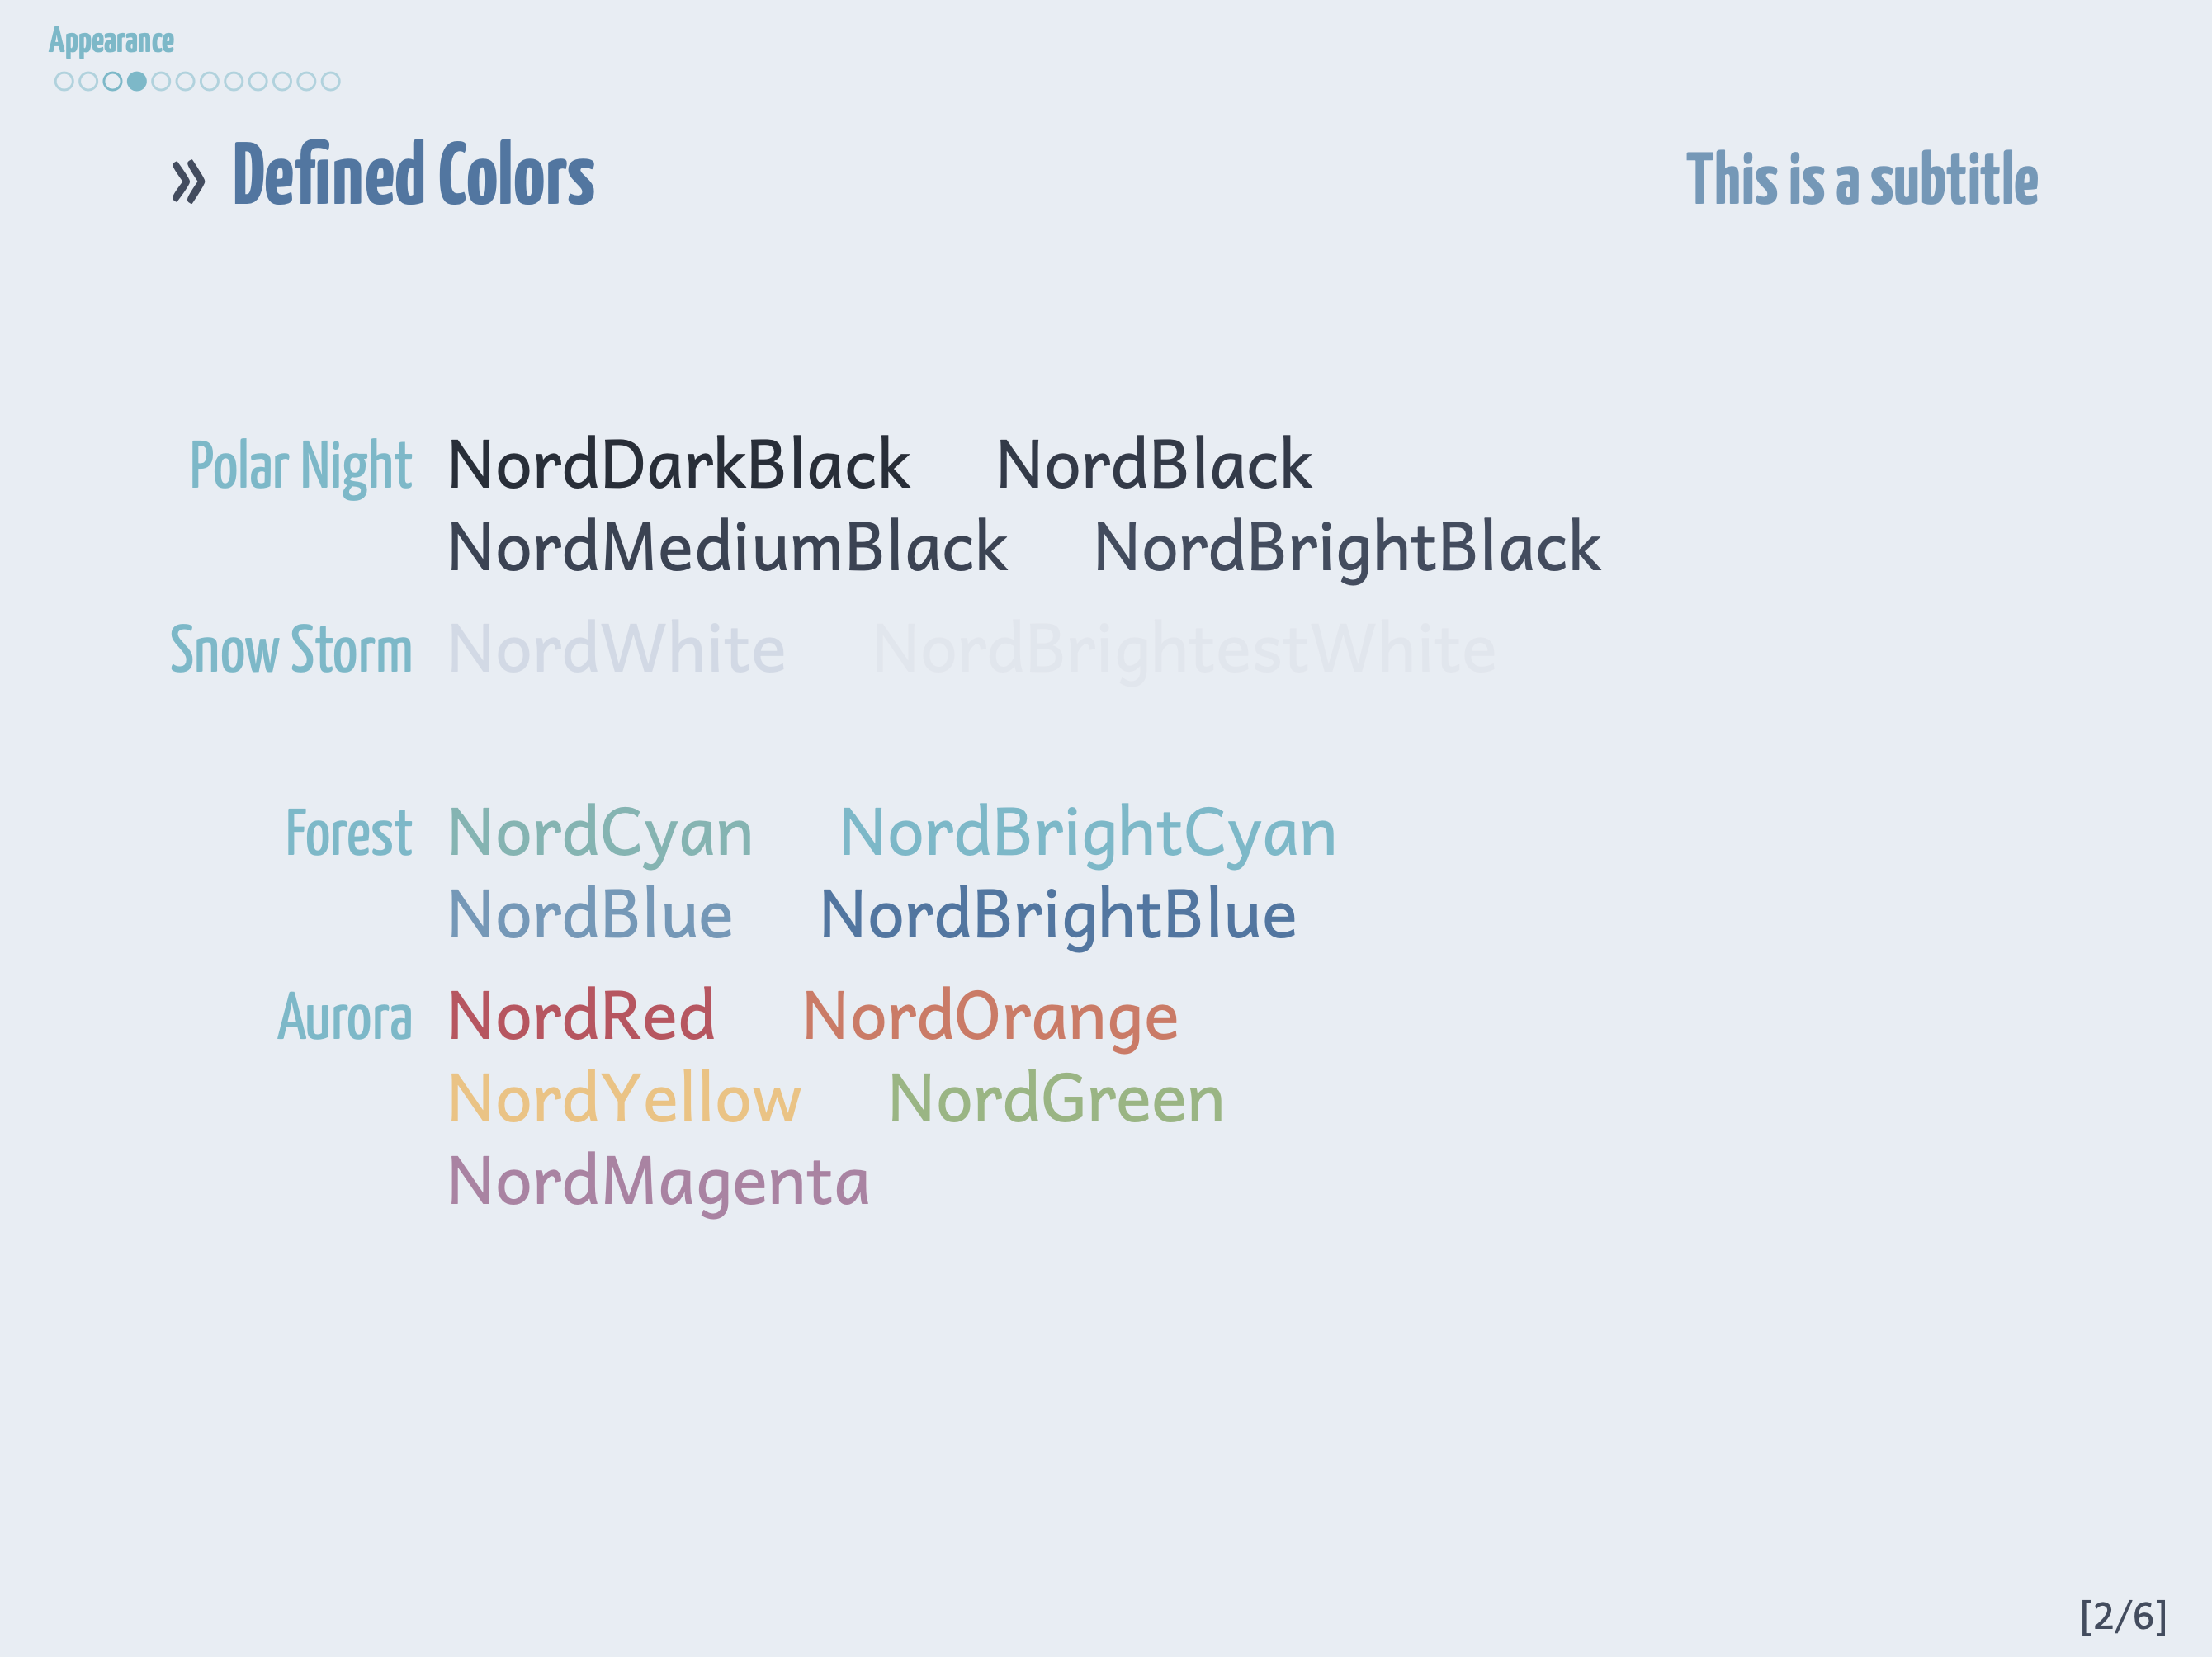 Appearance
» Defined Colors This is a subtitle
Polar Night NordDarkBlack NordBlack
NordMediumBlack NordBrightBlack
Snow Storm NordWhite NordBrightestWhite
Forest NordCyan NordBrightCyan
NordBlue NordBrightBlue
Aurora NordRed NordOrange
NordYellow NordGreen
NordMagenta
[2/6]